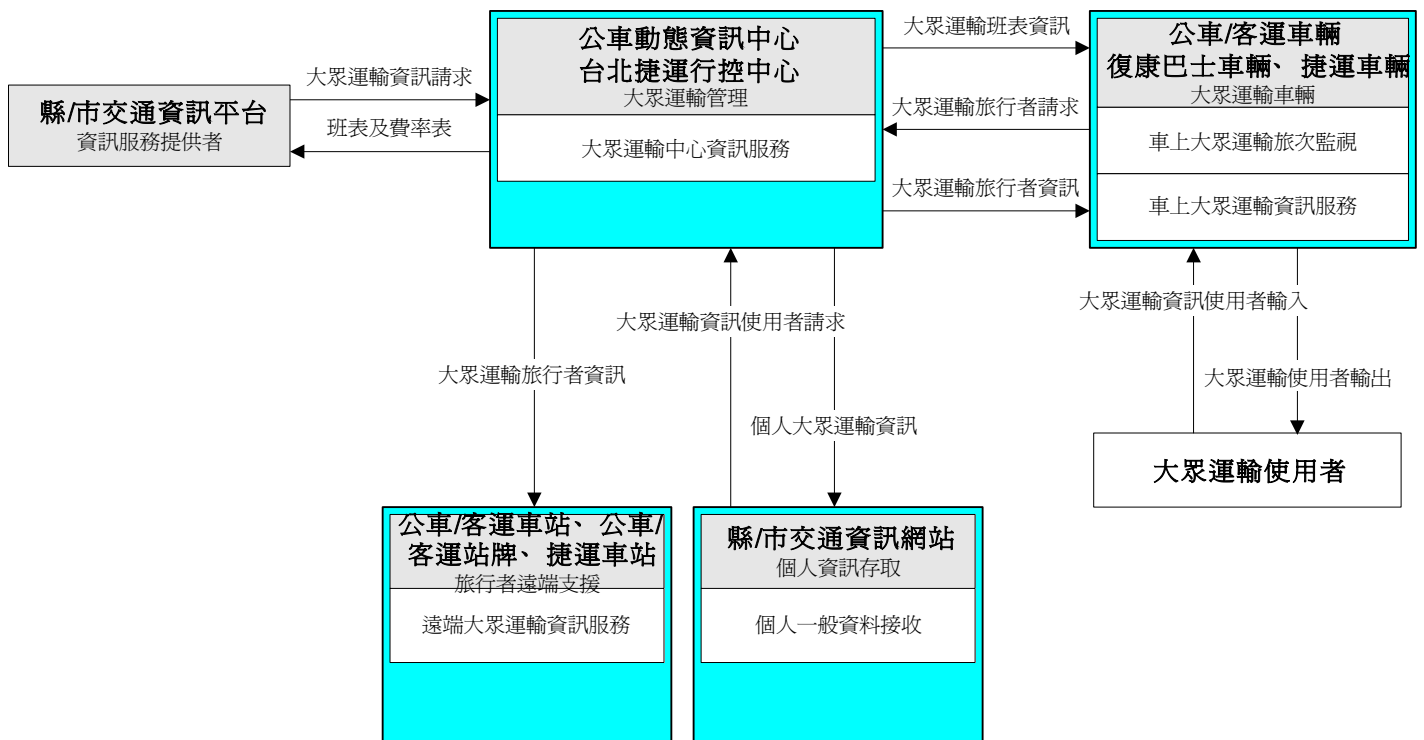 公車動態資訊中心
台北捷運行控中心
大眾運輸管理
大眾運輸中心資訊服務
大眾運輸班表資訊
公車/客運車輛
復康巴士車輛、捷運車輛
大眾運輸車輛
車上大眾運輸旅次監視
車上大眾運輸資訊服務
大眾運輸資訊請求
縣/市交通資訊平台
資訊服務提供者
班表及費率表
大眾運輸旅行者請求
大眾運輸旅行者資訊
大眾運輸資訊使用者輸入
大眾運輸資訊使用者請求
大眾運輸旅行者資訊
大眾運輸使用者輸出
個人大眾運輸資訊
大眾運輸使用者
公車/客運車站、公車/
客運站牌、捷運車站
旅行者遠端支援
遠端大眾運輸資訊服務
縣/市交通資訊網站
個人資訊存取
個人一般資料接收